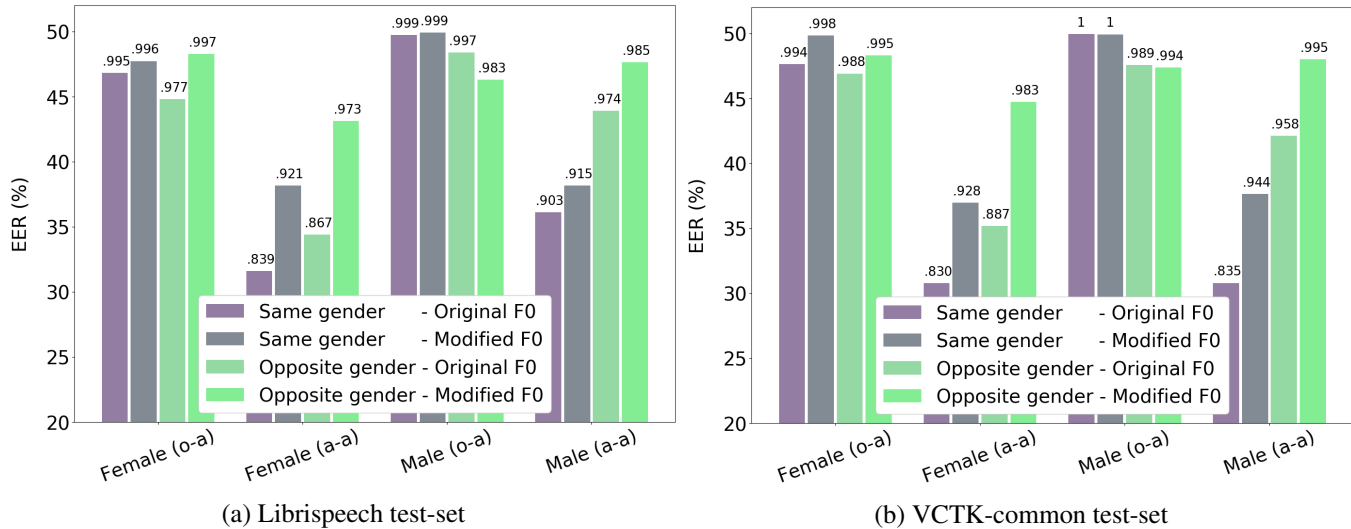 50
45
40
35
30
25
20
EER (%)
.995
.996
.977
.997
.839
.921
.867
.973
.999
.999
.997
.983
.903
.915
.974
.985
Same gender - Original F0
Same gender - Modified F0
Opposite gender - Original F0
Opposite gender - Modified F0
Female (o-a)
Female (a-a)
Male (o-a)
Male (a-a)
(a) Librispeech test-set
50
45
40
35
30
25
20
EER (%)
.994
.998
.988
.995
.830
.928
.887
.983
1
1
.989
.994
.835
.944
.958
.995
Same gender - Original F0
Same gender - Modified F0
Opposite gender - Original F0
Opposite gender - Modified F0
Female (o-a)
Female (a-a)
Male (o-a)
Male (a-a)
(b) VCTK-common test-set